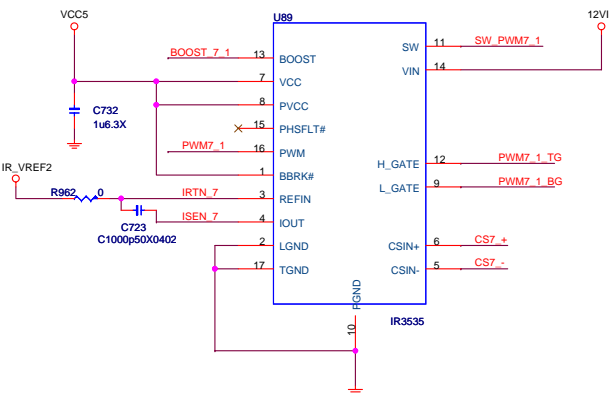 U89
VCC5
12VI
BOOST_7_1
13
BOOST
SW
11
SW_PWM7_1
7
VCC
VIN
14
C732
1u6.3X
8
PVCC
15
PHSFLT#
PWM7_1
16
PWM
IR_VREF2
1
BBRK#
H_GATE
12
PWM7_1_TG
R962
0
IRTN_7
3
REFIN
L_GATE
9
PWM7_1_BG
ISEN_7
4
IOUT
C723
C1000p50X0402
2
LGND
CSIN+
6
CS7_+
17
TGND
CSIN-
5
CS7_-
PGND
10
IR3535